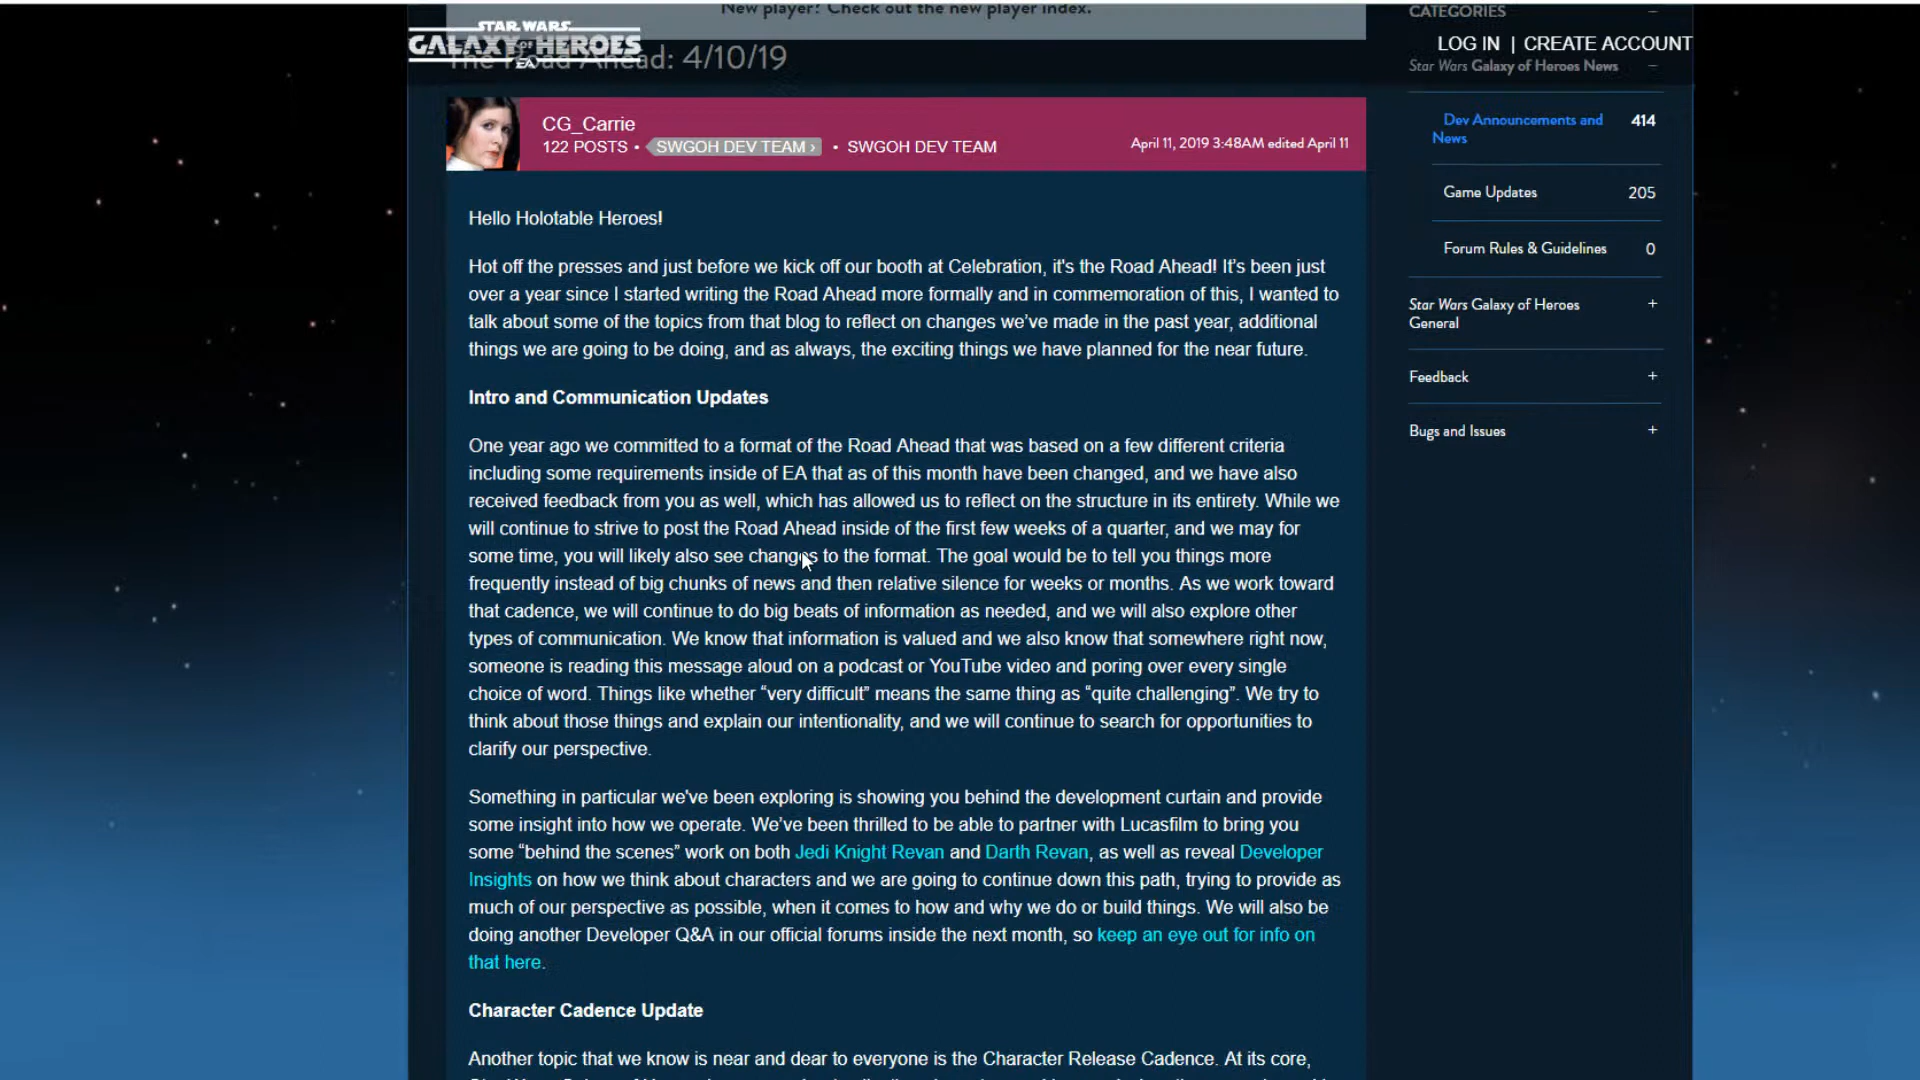 New player? Check out the new player index.
STAR WARS
GALAXY OF HEROES
EA
The Road Ahead: 4/10/19
LOG IN | CREATE ACCOUNT
CG_Carrie
122 POSTS • SWGOH DEV TEAM › • SWGOH DEV TEAM
April 11, 2019 3:48AM edited April 11
Hello Holotable Heroes!
Hot off the presses and just before we kick off our booth at Celebration, it's the Road Ahead! It’s been just
over a year since I started writing the Road Ahead more formally and in commemoration of this, I wanted to
talk about some of the topics from that blog to reflect on changes we’ve made in the past year, additional
things we are going to be doing, and as always, the exciting things we have planned for the near future.
Intro and Communication Updates
One year ago we committed to a format of the Road Ahead that was based on a few different criteria
including some requirements inside of EA that as of this month have been changed, and we have also
received feedback from you as well, which has allowed us to reflect on the structure in its entirety. While we
will continue to strive to post the Road Ahead inside of the first few weeks of a quarter, and we may for
some time, you will likely also see changes to the format. The goal would be to tell you things more
frequently instead of big chunks of news and then relative silence for weeks or months. As we work toward
that cadence, we will continue to do big beats of information as needed, and we will also explore other
types of communication. We know that information is valued and we also know that somewhere right now,
someone is reading this message aloud on a podcast or YouTube video and poring over every single
choice of word. Things like whether “very difficult” means the same thing as “quite challenging”. We try to
think about those things and explain our intentionality, and we will continue to search for opportunities to
clarify our perspective.
Something in particular we've been exploring is showing you behind the development curtain and provide
some insight into how we operate. We’ve been thrilled to be able to partner with Lucasfilm to bring you
some “behind the scenes” work on both Jedi Knight Revan and Darth Revan, as well as reveal Developer
Insights on how we think about characters and we are going to continue down this path, trying to provide as
much of our perspective as possible, when it comes to how and why we do or build things. We will also be
doing another Developer Q&A in our official forums inside the next month, so keep an eye out for info on
that here.
Character Cadence Update
Another topic that we know is near and dear to everyone is the Character Release Cadence. At its core,
CATEGORIES –
Star Wars Galaxy of Heroes News –
Dev Announcements and 414
News
Game Updates 205
Forum Rules & Guidelines 0
Star Wars Galaxy of Heroes +
General
Feedback +
Bugs and Issues +